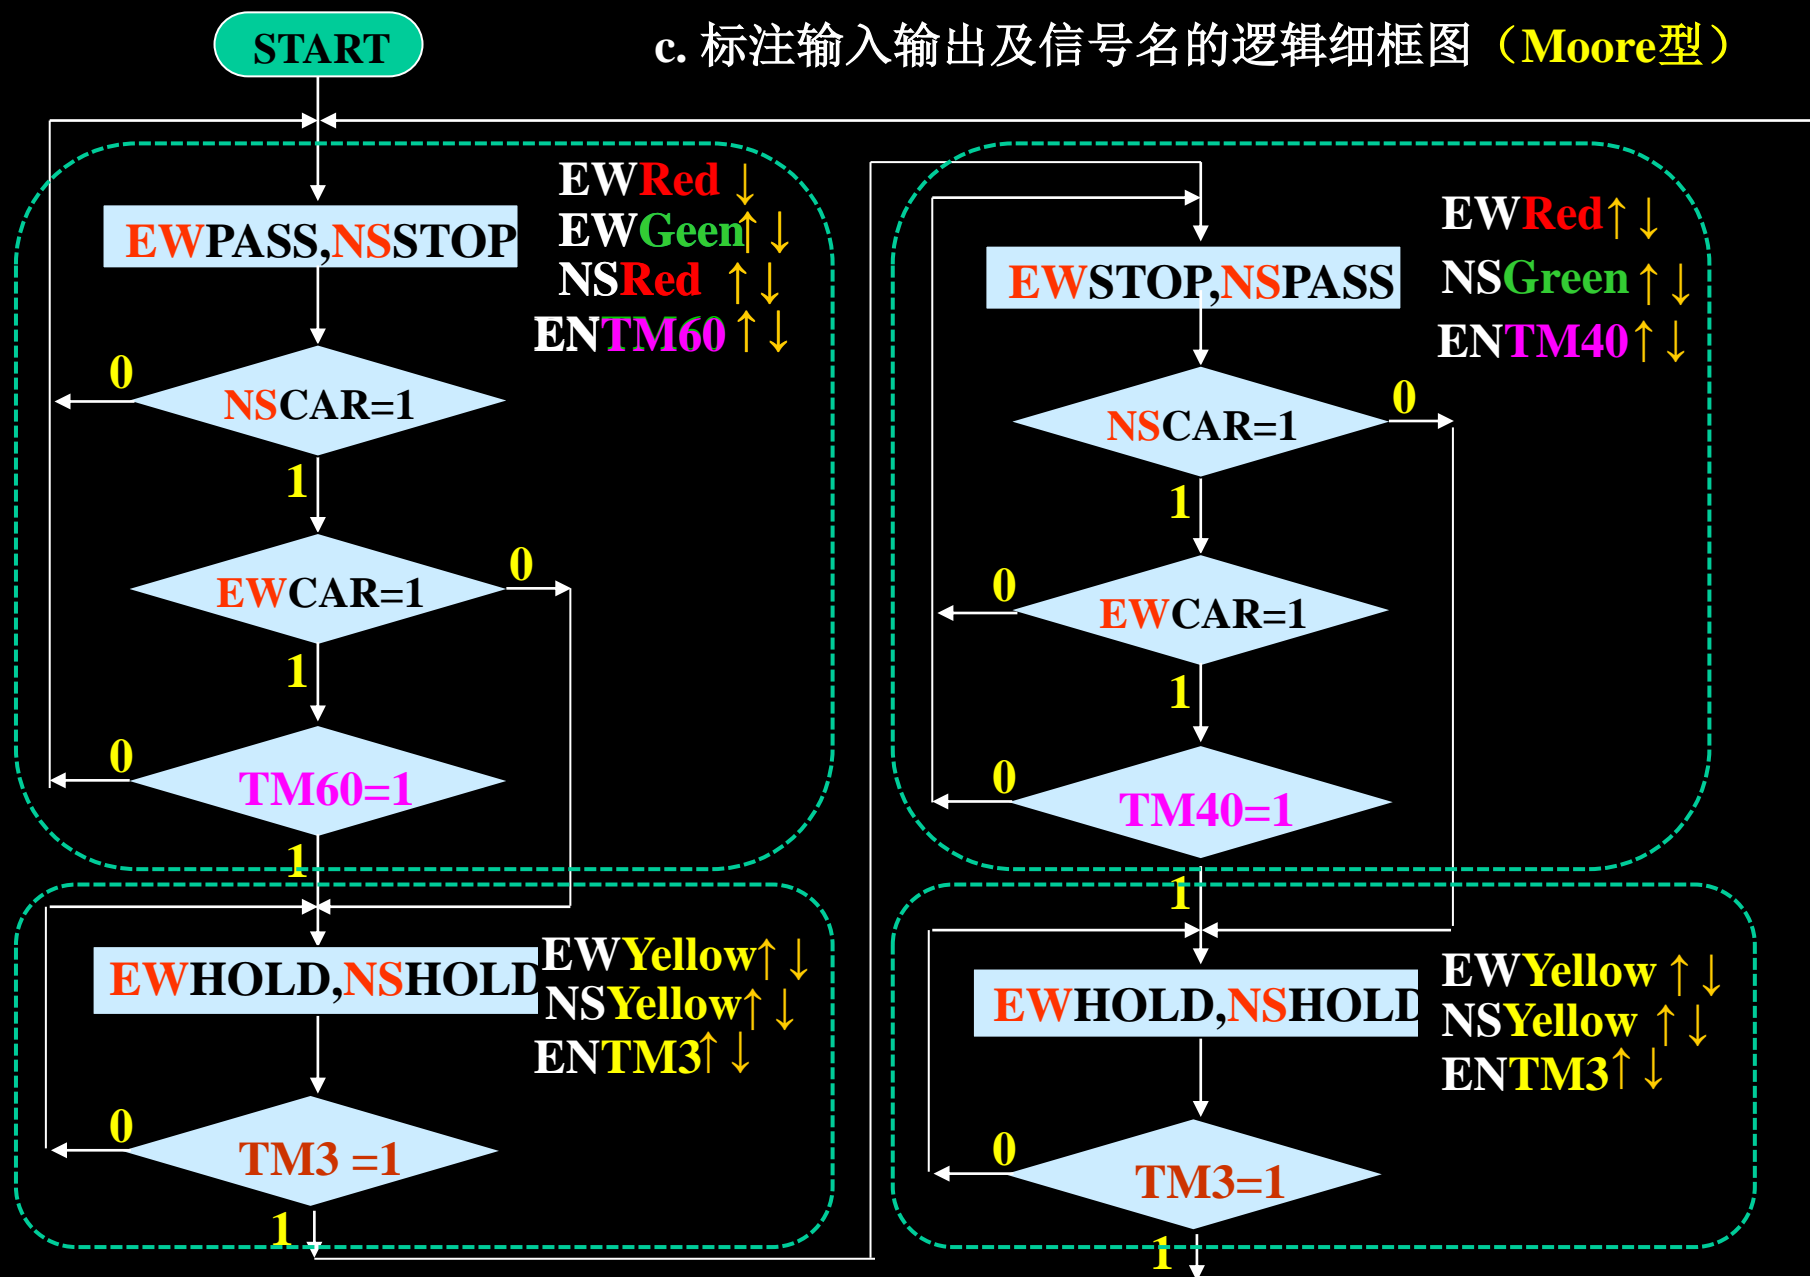 START
c. 标注输入输出及信号名的逻辑细框图（Moore型）
EWPASS,NSSTOP
EWRed ↓
EWGeen↑↓
NSRed ↑↓
ENTM60↑↓
NSCAR=1
0
1
EWCAR=1
0
1
TM60=1
0
1
EWHOLD,NSHOLD
EWYellow↑↓
NSYellow↑↓
ENTM3↑↓
TM3 =1
0
1
EWSTOP,NSPASS
EWRed↑↓
NSGreen↑↓
ENTM40↑↓
NSCAR=1
0
1
EWCAR=1
0
1
TM40=1
0
1
EWHOLD,NSHOLD
EWYellow ↑↓
NSYellow ↑↓
ENTM3↑↓
TM3=1
0
1